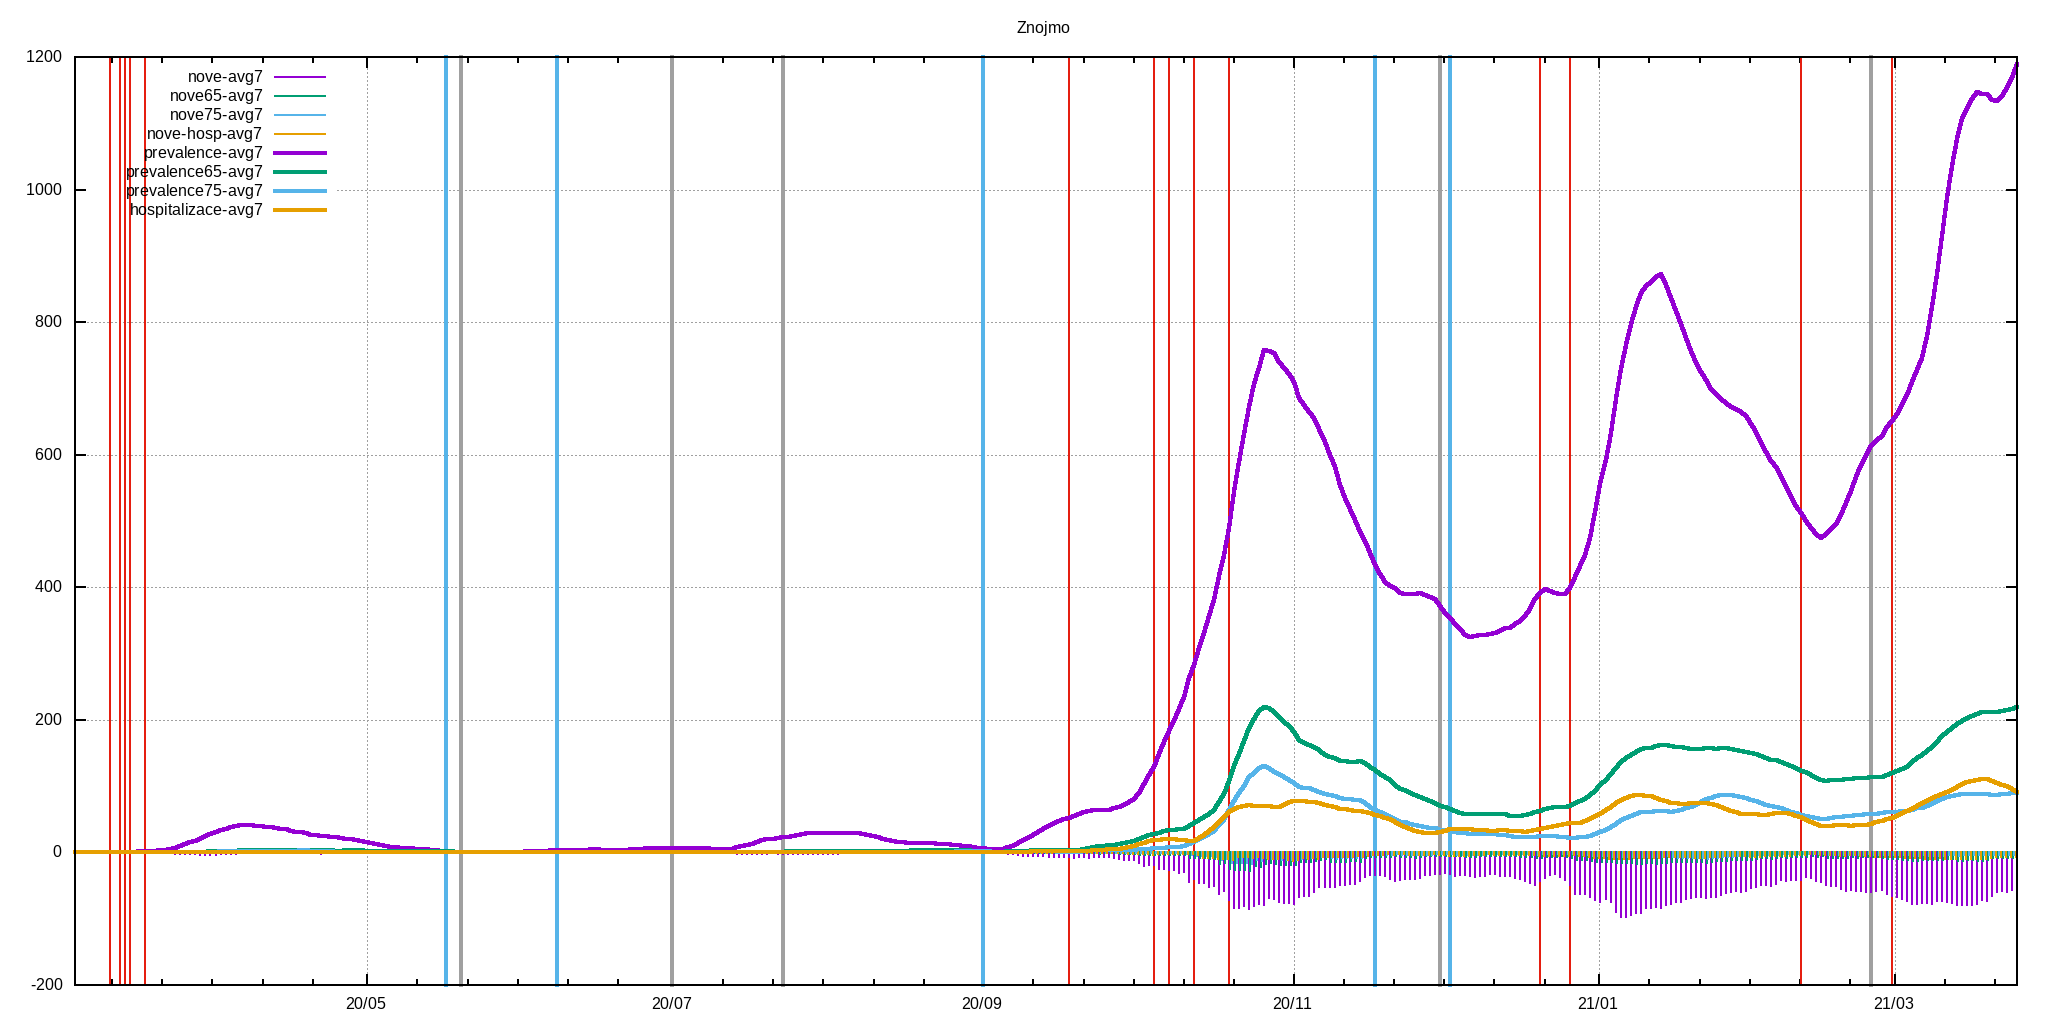 Znojmo
1200
1000
800
600
400
200
0
-200
nove-avg7
nove65-avg7
nove75-avg7
nove-hosp-avg7
prevalence-avg7
prevalence65-avg7
prevalence75-avg7
hospitalizace-avg7
20/05
20/07
20/09
20/11
21/01
21/03